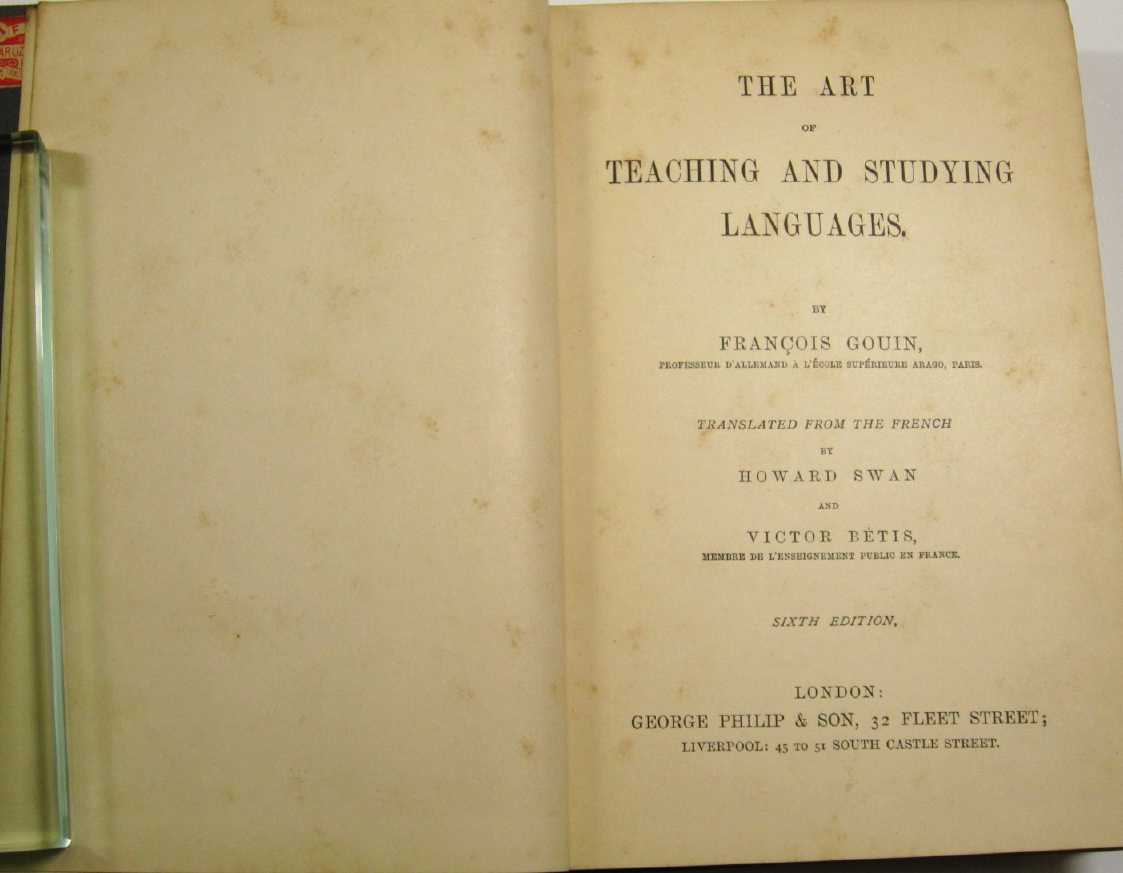 THE ART
OF
TEACHING AND STUDYING
LANGUAGES.
BY
FRANÇOIS GOUIN,
PROFESSEUR D'ALLEMAND À L'ÉCOLE SUPÉRIEURE ARAGO, PARIS.
TRANSLATED FROM THE FRENCH
BY
HOWARD SWAN
AND
VICTOR BÉTIS,
MEMBRE DE L'ENSEIGNEMENT PUBLIC EN FRANCE.
SIXTH EDITION,
LONDON:
GEORGE PHILIP & SON, 32 FLEET STREET;
LIVERPOOL: 45 TO 51 SOUTH CASTLE STREET.